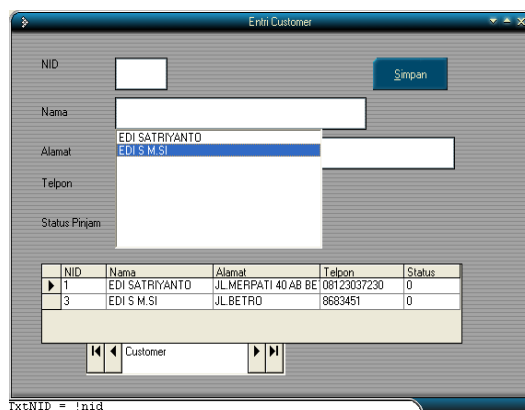 Entri Customer
NID
Simpan
Nama
EDI SATRIYANTO
EDI S M.SI
Alamat
Telpon
Status Pinjam
NID Nama Alamat Telpon Status
1 EDI SATRIYANTO JL.MERPATI 40 AB BE 08123037230 0
3 EDI S M.SI JL.BETRO 8683451 0
Customer
TxtNID = !nid